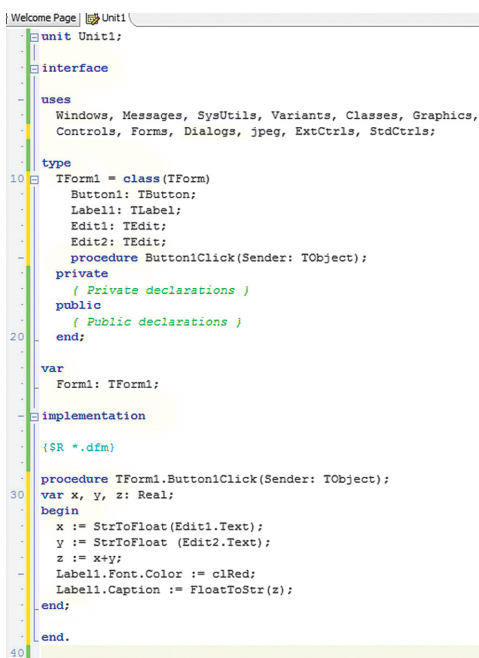 Welcome Page Unit1
unit Unit1;
interface
uses
Windows, Messages, SysUtils, Variants, Classes, Graphics,
Controls, Forms, Dialogs, jpeg, ExtCtrls, StdCtrls;
type
10 TForm1 = class(TForm)
Button1: TButton;
Label1: TLabel;
Edit1: TEdit;
Edit2: TEdit;
procedure Button1Click(Sender: TObject);
private
{ Private declarations }
public
{ Public declarations }
20 end;
var
Form1: TForm1;
implementation
{$R *.dfm}
procedure TForm1.Button1Click(Sender: TObject);
30 var x, y, z: Real;
begin
x := StrToFloat(Edit1.Text);
y := StrToFloat (Edit2.Text);
z := x+y;
Label1.Font.Color := clRed;
Label1.Caption := FloatToStr(z);
end;
end.
40